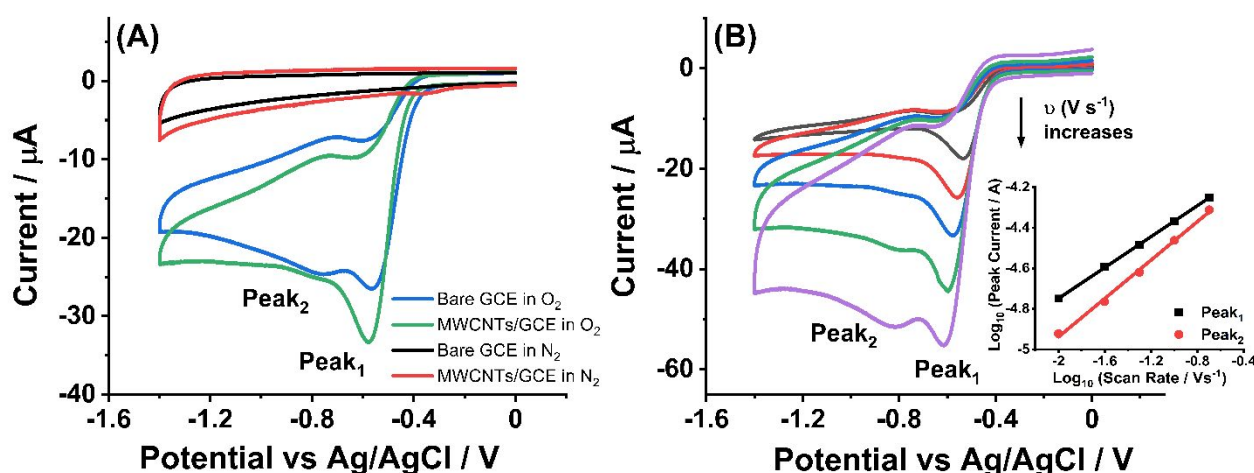 (A)
0
-10
-20
-30
-40
Current / µA
-1.6
-1.2
-0.8
-0.4
0
Potential vs Ag/AgCl / V
Peak₂
Peak₁
Bare GCE in O₂
MWCNTs/GCE in O₂
Bare GCE in N₂
MWCNTs/GCE in N₂
(B)
0
-20
-40
-60
Current / µA
-1.6
-1.2
-0.8
-0.4
0
Potential vs Ag/AgCl / V
Peak₂
Peak₁
υ (V s⁻¹)
increases
-4.2
-4.4
-4.6
-4.8
-5
Log₁₀ (Peak Current / A)
-2
-1.6
-1.2
-0.8
-0.4
Log₁₀ (Scan Rate / Vs⁻¹)
Peak₁
Peak₂